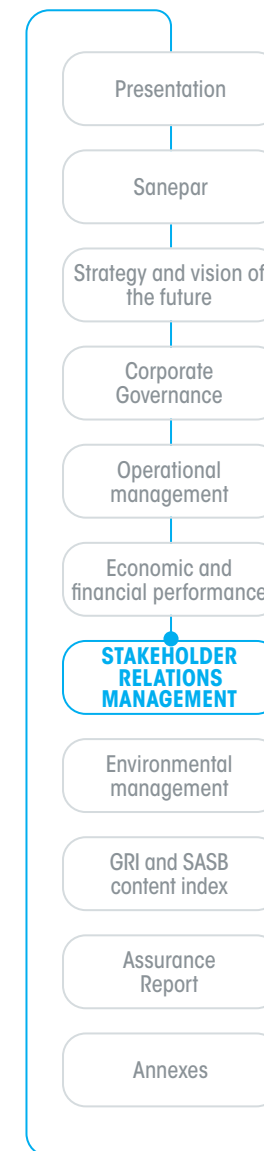 Presentation
Sanepar
Strategy and vision of
the future
Corporate
Governance
Operational
management
Economic and
financial performance
STAKEHOLDER
RELATIONS
MANAGEMENT
Environmental
management
GRI and SASB
content index
Assurance
Report
Annexes